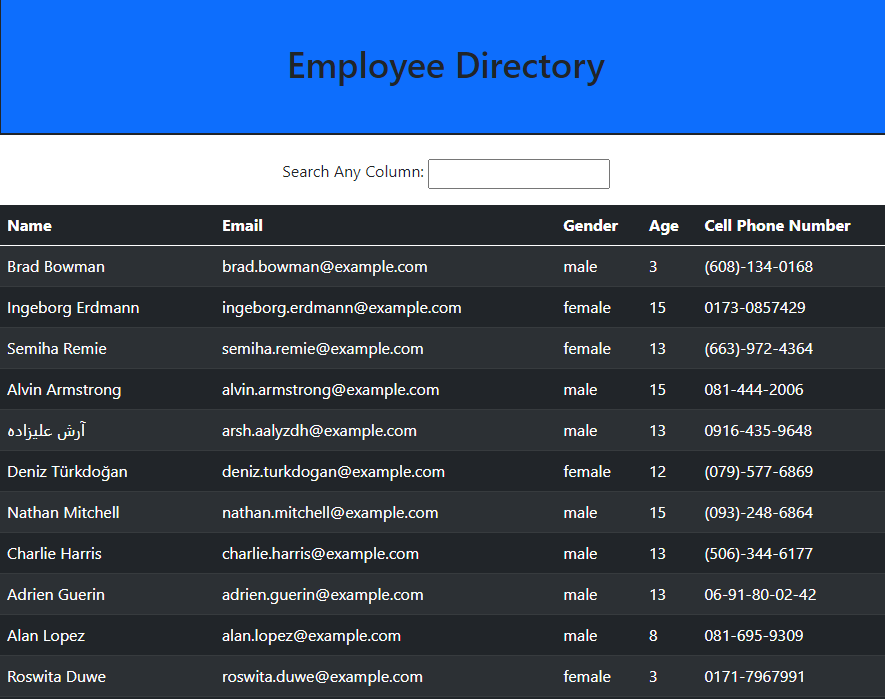 Employee Directory
Search Any Column:
Name Email Gender Age Cell Phone Number
Brad Bowman brad.bowman@example.com male 3 (608)-134-0168
Ingeborg Erdmann ingeborg.erdmann@example.com female 15 0173-0857429
Semiha Remie semiha.remie@example.com female 13 (663)-972-4364
Alvin Armstrong alvin.armstrong@example.com male 15 081-444-2006
آرش علیزاده arsh.aalyzdh@example.com male 13 0916-435-9648
Deniz Türkdoğan deniz.turkdogan@example.com female 12 (079)-577-6869
Nathan Mitchell nathan.mitchell@example.com male 15 (093)-248-6864
Charlie Harris charlie.harris@example.com male 13 (506)-344-6177
Adrien Guerin adrien.guerin@example.com male 13 06-91-80-02-42
Alan Lopez alan.lopez@example.com male 8 081-695-9309
Roswita Duwe roswita.duwe@example.com female 3 0171-7967991